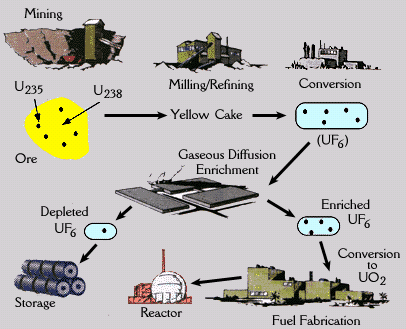 Mining
Milling/Refining
Conversion
U235
U238
Yellow Cake
(UF6)
Ore
Gaseous Diffusion
Enrichment
Depleted
UF6
Enriched
UF6
Conversion
to
UO2
Storage
Reactor
Fuel Fabrication